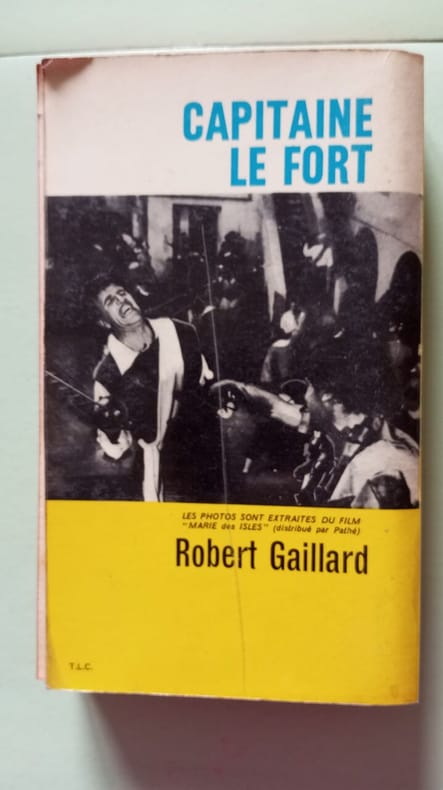 CAPITAINE
LE FORT
LES PHOTOS SONT EXTRAITES DU FILM
"MARIE des ISLES" (distribué par Pathé)
Robert Gaillard
T.L.C.